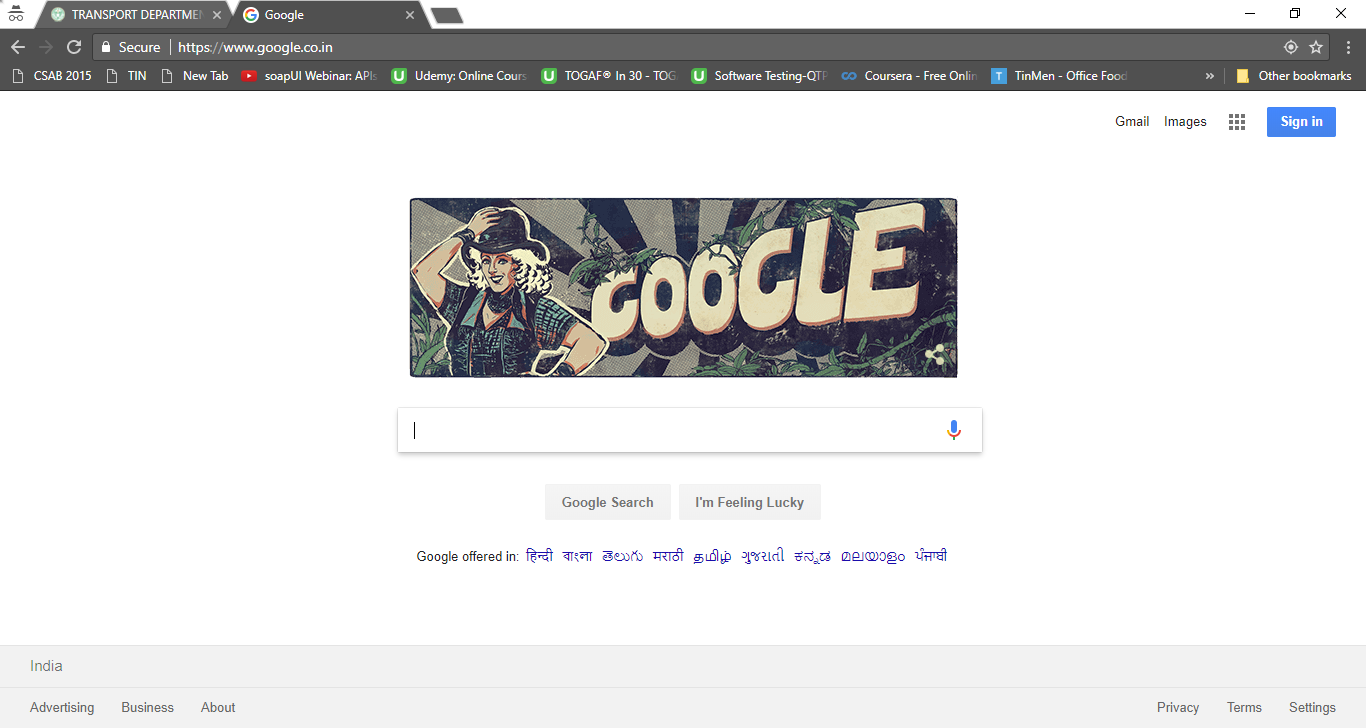 TRANSPORT DEPARTMEN Google
Secure https://www.google.co.in
CSAB 2015 TIN New Tab soapUI Webinar: APIs Udemy: Online Cours TOGAF® In 30 - TOG Software Testing-QTP Coursera - Free Onlin T TinMen - Office Food » Other bookmarks
Gmail Images Sign in
GOOGLE
Google Search I'm Feeling Lucky
Google offered in: हिन्दी বাংলা తెలుగు मराठी தமிழ் ગુજરાતી ಕನ್ನಡ മലയാളം ਪੰਜਾਬੀ
India
Advertising Business About Privacy Terms Settings